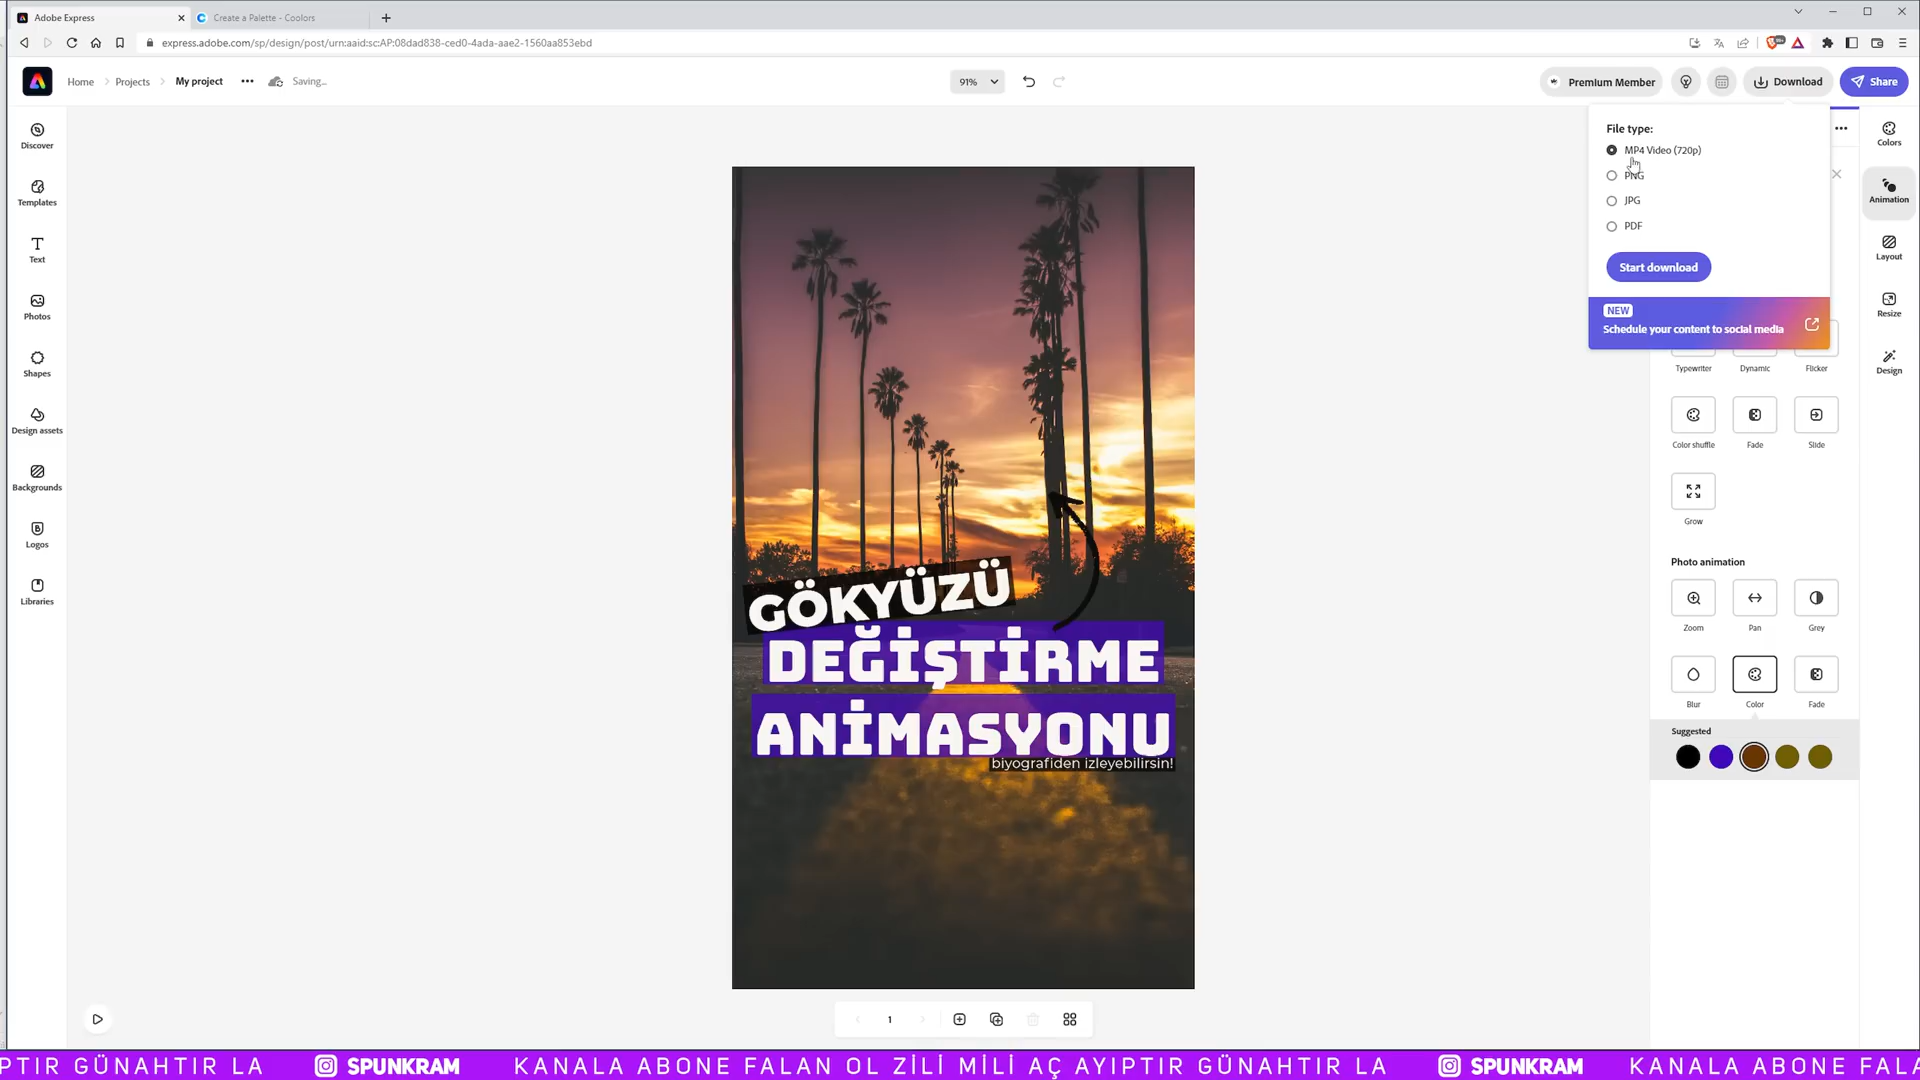 Adobe Express
Create a Palette - Coolors
express.adobe.com/sp/design/post/urn:aaid:sc:AP:08dad838-ced0-4ada-aae2-1560aa853ebd
Home
Projects
My project
Saving...
91%
Premium Member
Download
Share
File type:
MP4 Video (720p)
PNG
JPG
PDF
Start download
NEW
Schedule your content to social media
Discover
Templates
Text
Photos
Shapes
Design assets
Backgrounds
Logos
Libraries
Colors
Animation
Layout
Resize
Design
Typewriter
Dynamic
Flicker
Color shuffle
Fade
Slide
Grow
Photo animation
Zoom
Pan
Grey
Blur
Color
Fade
Suggested
GÖKYÜZÜ
DEĞİŞTİRME
ANİMASYONU
biyografiden izleyebilirsin!
1
PTIR GÜNAHTIR LA SPUNKRAM KANALA ABONE FALAN OL ZİLİ MİLİ AÇ AYIPTIR GÜNAHTIR LA SPUNKRAM KANALA ABONE FALA